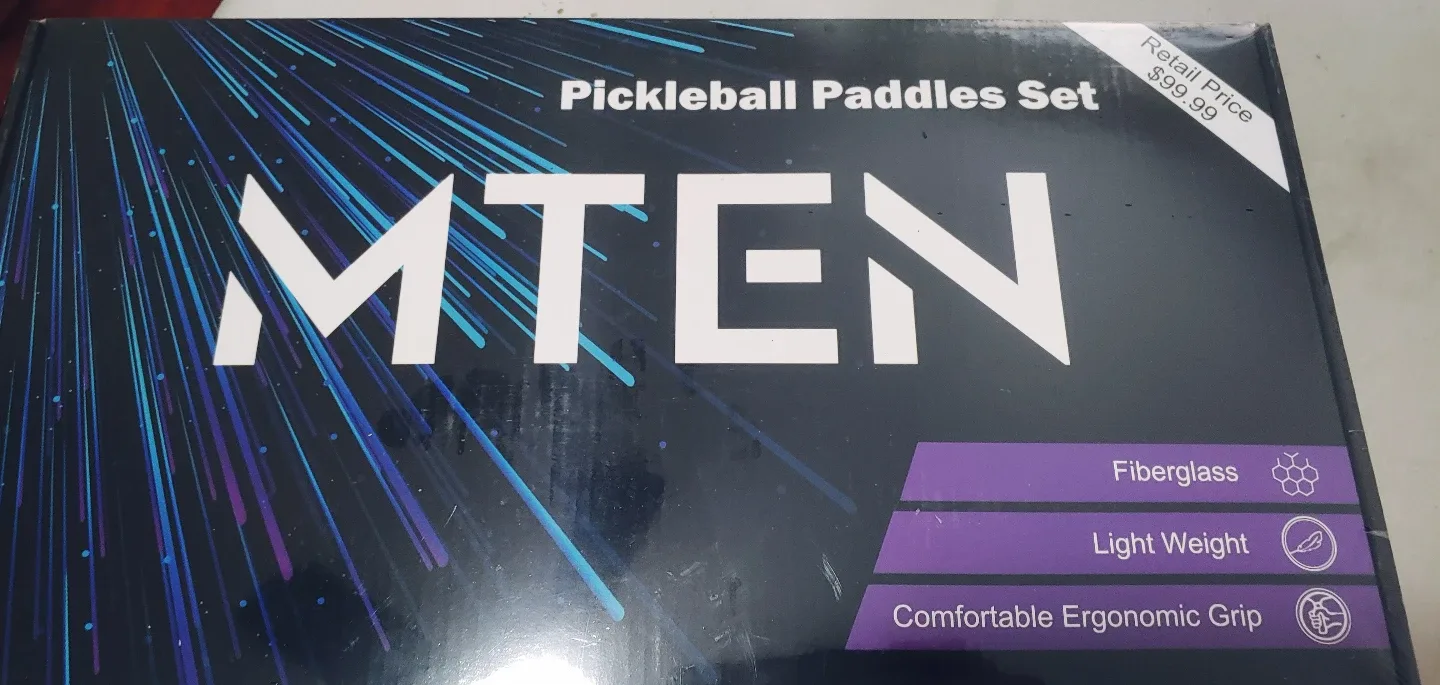 Pickleball Paddles Set
Retail Price
$99.99
MTEN
Fiberglass
Light Weight
Comfortable Ergonomic Grip